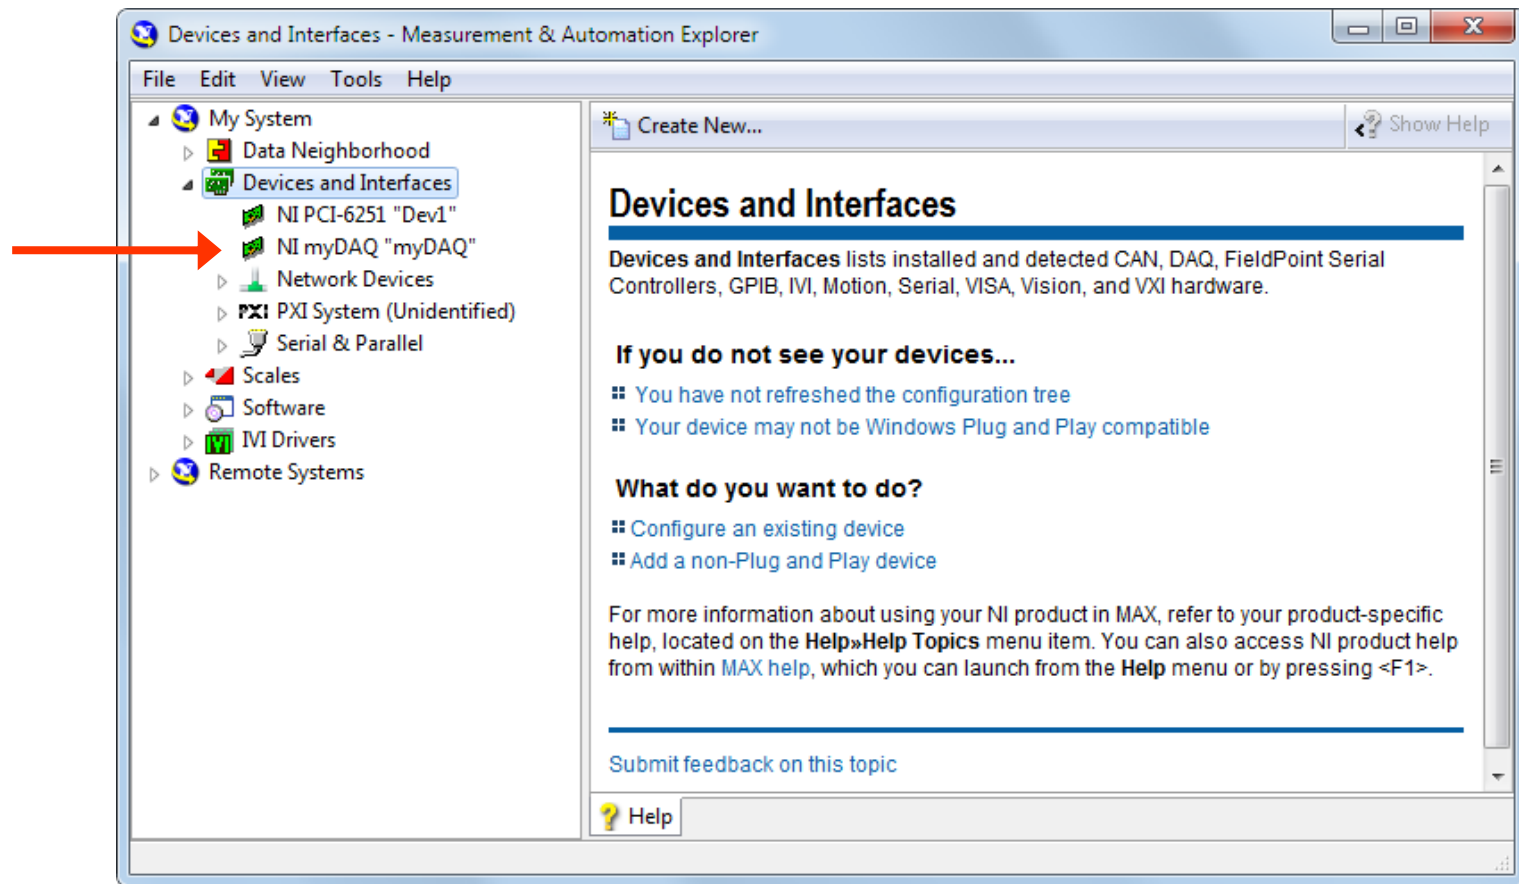 Devices and Interfaces - Measurement & Automation Explorer
File Edit View Tools Help
My System
Data Neighborhood
Devices and Interfaces
NI PCI-6251 "Dev1"
NI myDAQ "myDAQ"
Network Devices
PXI PXI System (Unidentified)
Serial & Parallel
Scales
Software
IVI IVI Drivers
Remote Systems
Create New...
Show Help
Devices and Interfaces
Devices and Interfaces lists installed and detected CAN, DAQ, FieldPoint Serial
Controllers, GPIB, IVI, Motion, Serial, VISA, Vision, and VXI hardware.
If you do not see your devices...
You have not refreshed the configuration tree
Your device may not be Windows Plug and Play compatible
What do you want to do?
Configure an existing device
Add a non-Plug and Play device
For more information about using your NI product in MAX, refer to your product-specific
help, located on the Help»Help Topics menu item. You can also access NI product help
from within MAX help, which you can launch from the Help menu or by pressing <F1>.
Submit feedback on this topic
Help